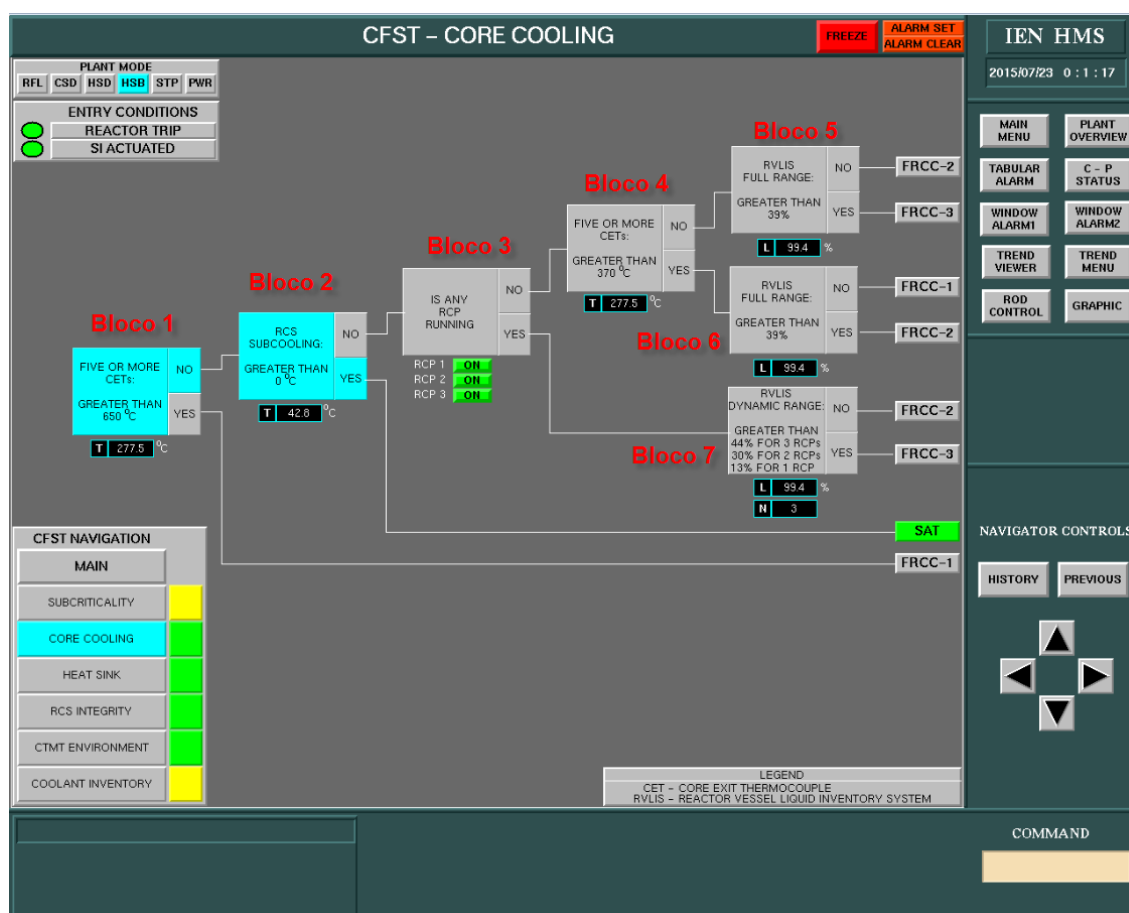 CFST – CORE COOLING
FREEZE
ALARM SET
ALARM CLEAR
IEN HMS
2015/07/23 0 : 1 : 17
PLANT MODE
RFL CSD HSD HSB STP PWR
ENTRY CONDITIONS
REACTOR TRIP
SI ACTUATED
Bloco 1
FIVE OR MORE
CETs:
GREATER THAN
650 °C
NO
YES
T 277.5 °C
Bloco 2
RCS
SUBCOOLING:
GREATER THAN
0 °C
NO
YES
T 42.8 °C
Bloco 3
IS ANY
RCP
RUNNING
NO
YES
RCP 1 ON
RCP 2 ON
RCP 3 ON
Bloco 4
FIVE OR MORE
CETs:
GREATER THAN
370 °C
NO
YES
T 277.5 °C
Bloco 5
RVLIS
FULL RANGE:
GREATER THAN
39%
NO
YES
L 99.4 %
FRCC-2
FRCC-3
Bloco 6
RVLIS
FULL RANGE:
GREATER THAN
39%
NO
YES
L 99.4 %
FRCC-1
FRCC-2
Bloco 7
RVLIS
DYNAMIC RANGE:
GREATER THAN
44% FOR 3 RCPs
30% FOR 2 RCPs
13% FOR 1 RCP
NO
YES
L 99.4 %
N 3
FRCC-2
FRCC-3
SAT
FRCC-1
CFST NAVIGATION
MAIN
SUBCRITICALITY
CORE COOLING
HEAT SINK
RCS INTEGRITY
CTMT ENVIRONMENT
COOLANT INVENTORY
LEGEND
CET – CORE EXIT THERMOCOUPLE
RVLIS – REACTOR VESSEL LIQUID INVENTORY SYSTEM
MAIN
MENU
PLANT
OVERVIEW
TABULAR
ALARM
C – P
STATUS
WINDOW
ALARM1
WINDOW
ALARM2
TREND
VIEWER
TREND
MENU
ROD
CONTROL
GRAPHIC
NAVIGATOR CONTROLS
HISTORY
PREVIOUS
COMMAND